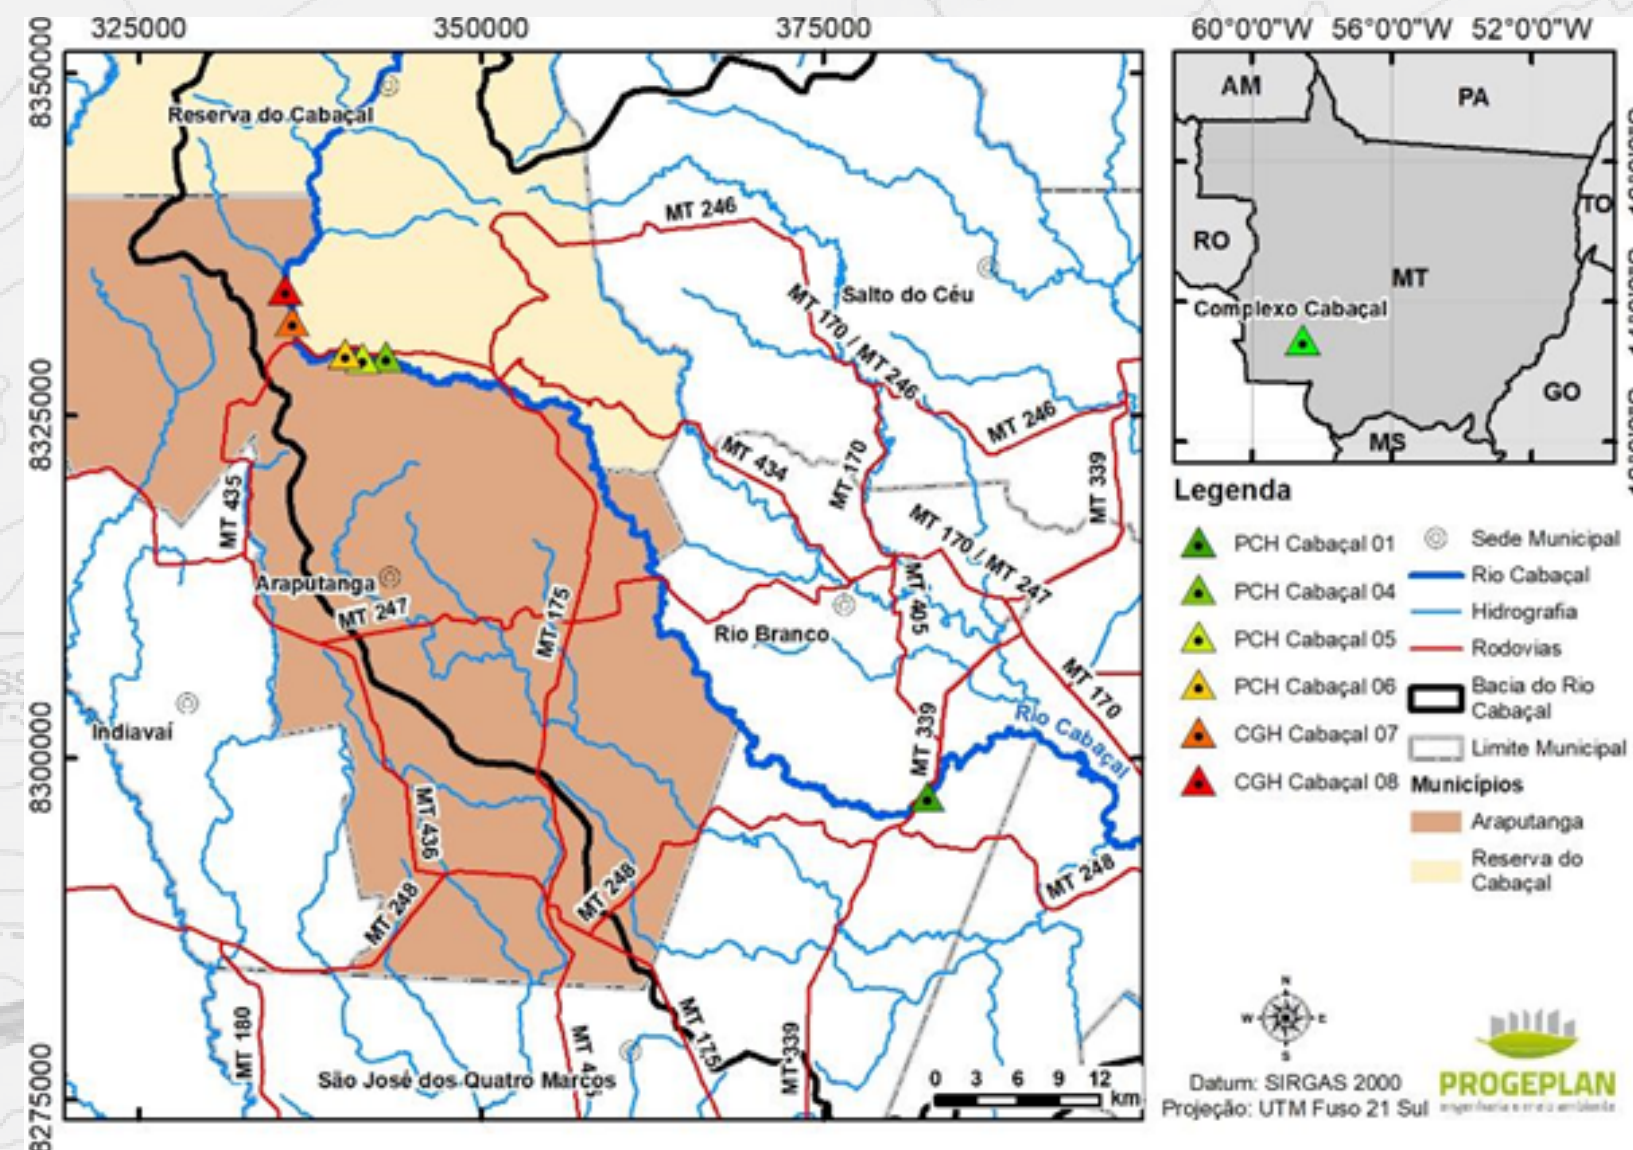 325000 350000 375000
8350000
8325000
8300000
8275000
Reserva do Cabaçal
MT 246
Salto do Céu
MT 170 / MT 246
MT 246
MT 434
MT 170
MT 339
MT 435
MT 170 / MT 247
Araputanga
MT 247
MT 175
MT 405
Rio Branco
MT 170
Indiavaí
Rio Cabaçal
MT 339
MT 436
MT 248
MT 248
MT 248
MT 180
MT 175
MT 339
São José dos Quatro Marcos
0 3 6 9 12
km
60°0'0"W 56°0'0"W 52°0'0"W
AM
PA
TO
RO
MT
Complexo Cabaçal
GO
MS
Legenda
PCH Cabaçal 01
PCH Cabaçal 04
PCH Cabaçal 05
PCH Cabaçal 06
CGH Cabaçal 07
CGH Cabaçal 08
Sede Municipal
Rio Cabaçal
Hidrografia
Rodovias
Bacia do Rio
Cabaçal
Limite Municipal
Municípios
Araputanga
Reserva do
Cabaçal
N
W E
S
Datum: SIRGAS 2000
Projeção: UTM Fuso 21 Sul
PROGEPLAN
engenharia e meio ambiente